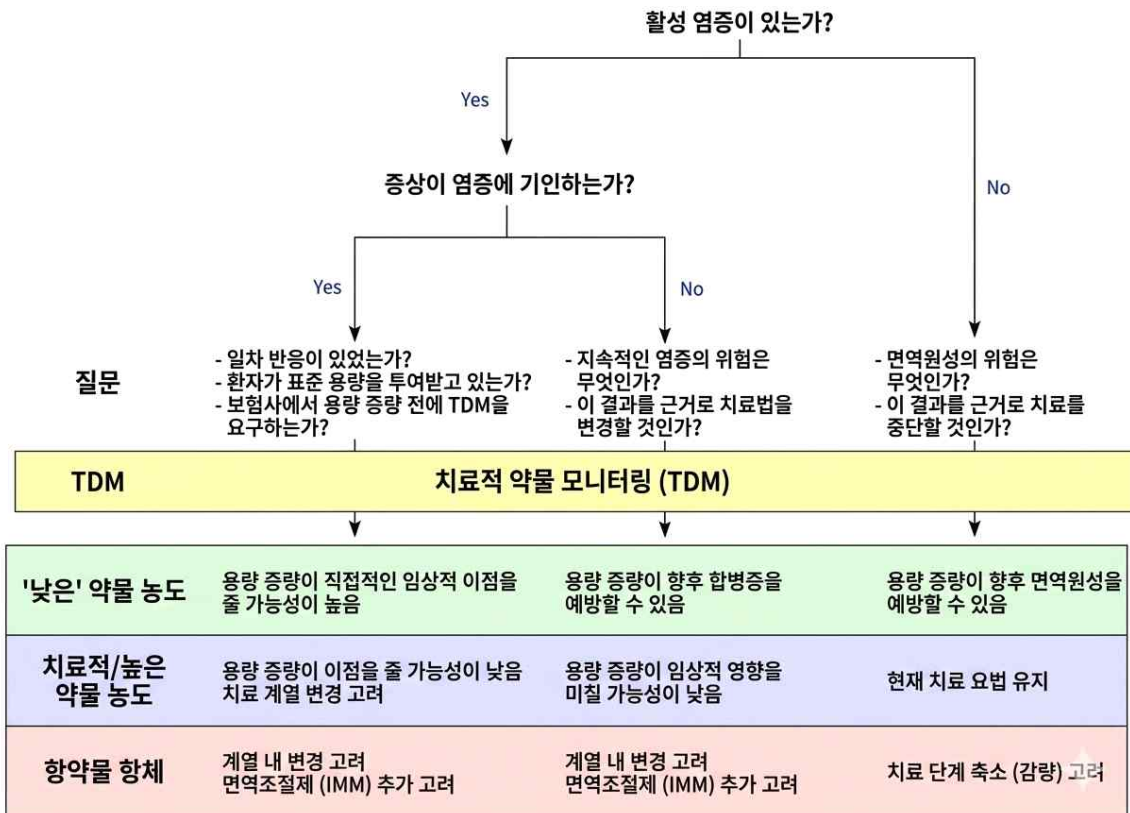 활성 염증이 있는가?
Yes
No
증상이 염증에 기인하는가?
Yes
No
질문
- 일차 반응이 있었는가?
- 환자가 표준 용량을 투여받고 있는가?
- 보험사에서 용량 증량 전에 TDM을
요구하는가?
- 지속적인 염증의 위험은
무엇인가?
- 이 결과를 근거로 치료법을
변경할 것인가?
- 면역원성의 위험은
무엇인가?
- 이 결과를 근거로 치료를
중단할 것인가?
TDM
치료적 약물 모니터링 (TDM)
'낮은' 약물 농도
용량 증량이 직접적인 임상적 이점을
줄 가능성이 높음
용량 증량이 향후 합병증을
예방할 수 있음
용량 증량이 향후 면역원성을
예방할 수 있음
치료적/높은
약물 농도
용량 증량이 이점을 줄 가능성이 낮음
치료 계열 변경 고려
용량 증량이 임상적 영향을
미칠 가능성이 낮음
현재 치료 요법 유지
항약물 항체
계열 내 변경 고려
면역조절제 (IMM) 추가 고려
계열 내 변경 고려
면역조절제 (IMM) 추가 고려
치료 단계 축소 (감량) 고려